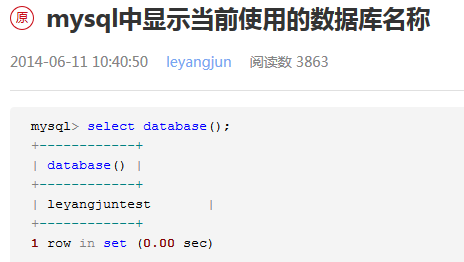 原 mysql中显示当前使用的数据库名称
2014-06-11 10:40:50 leyangjun 阅读数 3863
mysql> select database();
+------------+
| database() |
+------------+
| leyangjuntest       |
+------------+
1 row in set (0.00 sec)